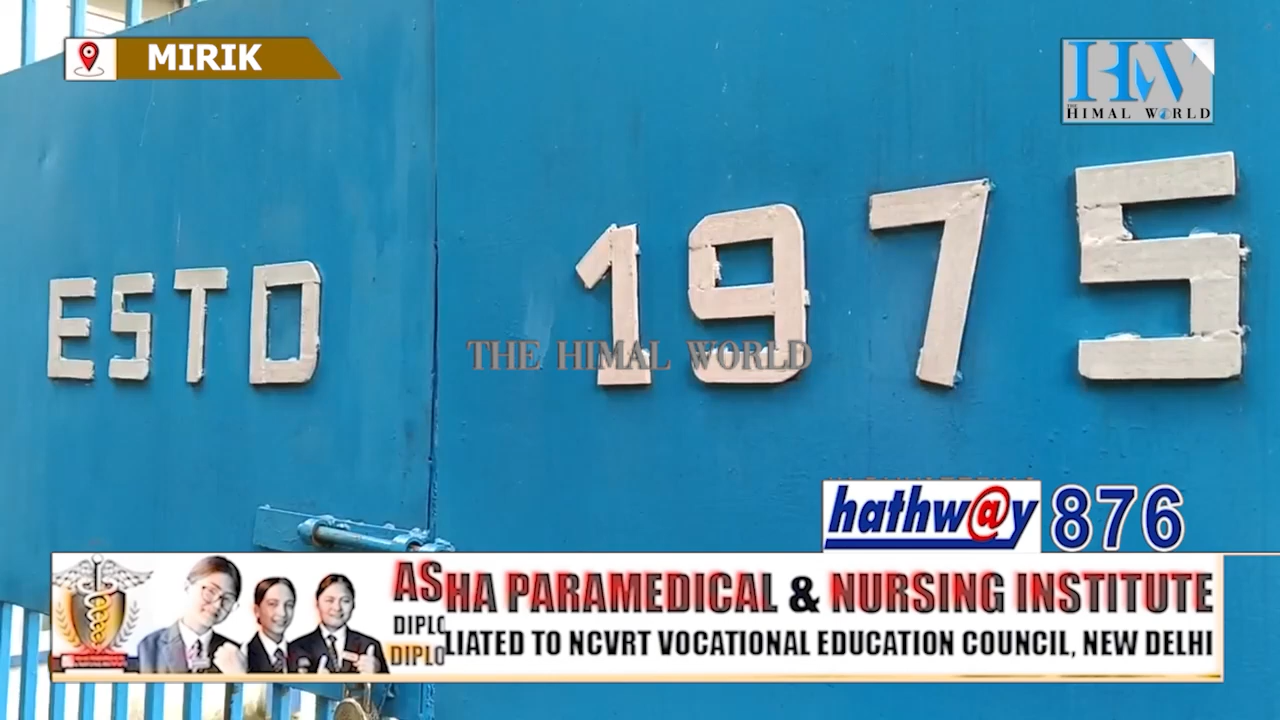 MIRIK
HW
THE HIMAL WORLD
ESTD 1975
THE HIMAL WORLD
hathw@y 876
ASHA PARAMEDICAL & NURSING INSTITUTE
DIPLO
LIATED TO NCVRT VOCATIONAL EDUCATION COUNCIL, NEW DELHI
DIPLO